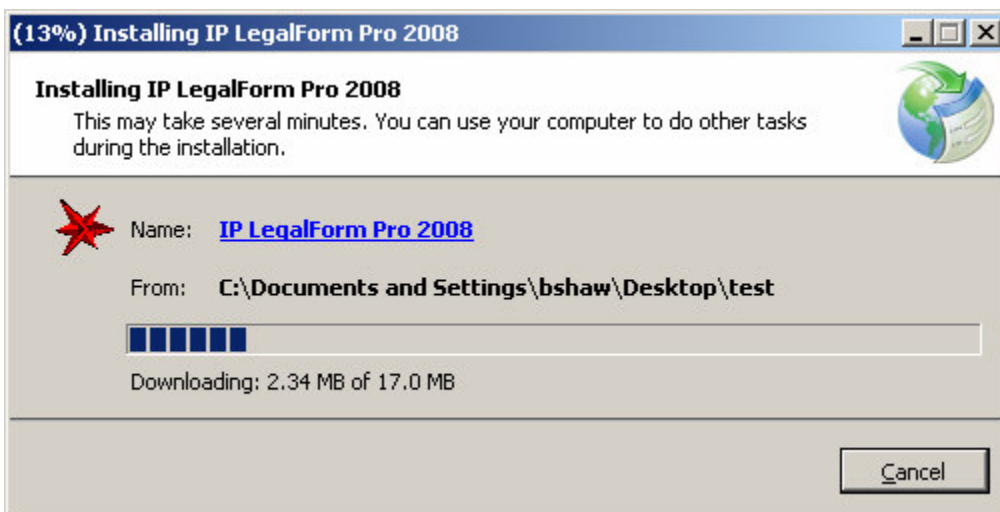 (13%) Installing IP LegalForm Pro 2008
Installing IP LegalForm Pro 2008
This may take several minutes. You can use your computer to do other tasks
during the installation.
Name: IP LegalForm Pro 2008
From: C:\Documents and Settings\bshaw\Desktop\test
Downloading: 2.34 MB of 17.0 MB
Cancel